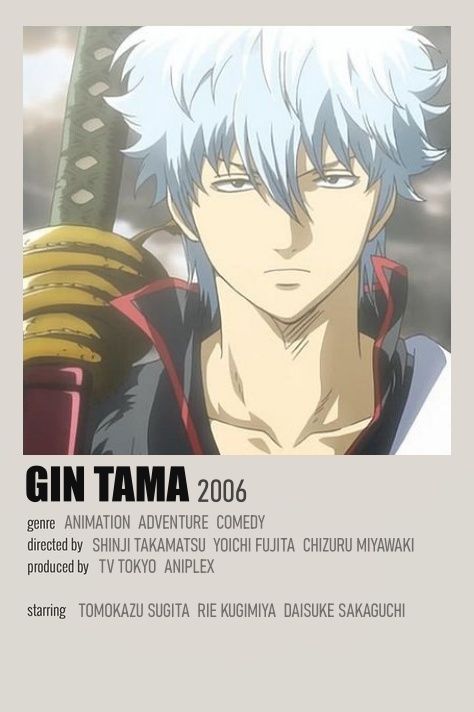 GIN TAMA 2006
genre ANIMATION ADVENTURE COMEDY
directed by SHINJI TAKAMATSU YOICHI FUJITA CHIZURU MIYAWAKI
produced by TV TOKYO ANIPLEX
starring TOMOKAZU SUGITA RIE KUGIMIYA DAISUKE SAKAGUCHI